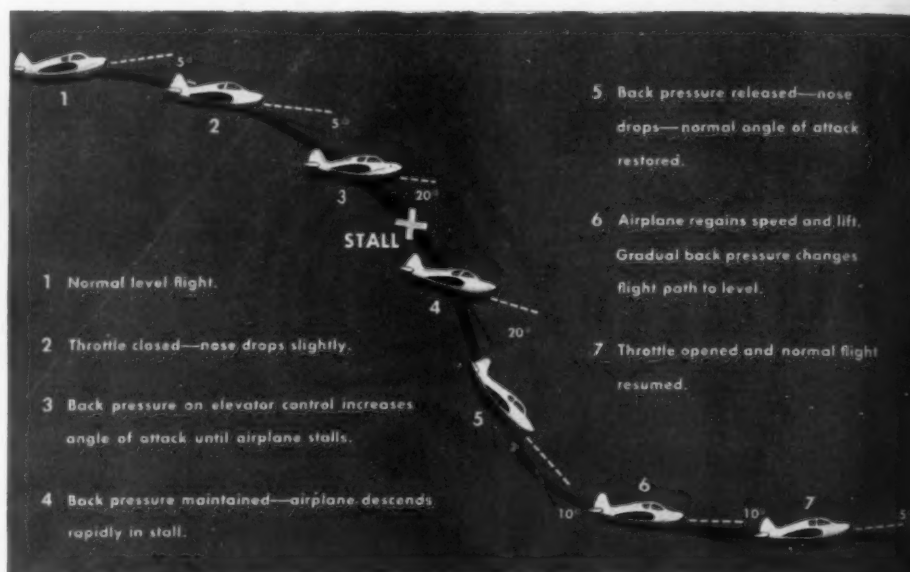 5°
1
2
5°
3
20°
STALL
4
20°
5
6
10°
10°
7
5
1 Normal level flight.
2 Throttle closed—nose drops slightly.
3 Back pressure on elevator control increases
angle of attack until airplane stalls.
4 Back pressure maintained—airplane descends
rapidly in stall.
5 Back pressure released—nose
drops—normal angle of attack
restored.
6 Airplane regains speed and lift.
Gradual back pressure changes
flight path to level.
7 Throttle opened and normal flight
resumed.